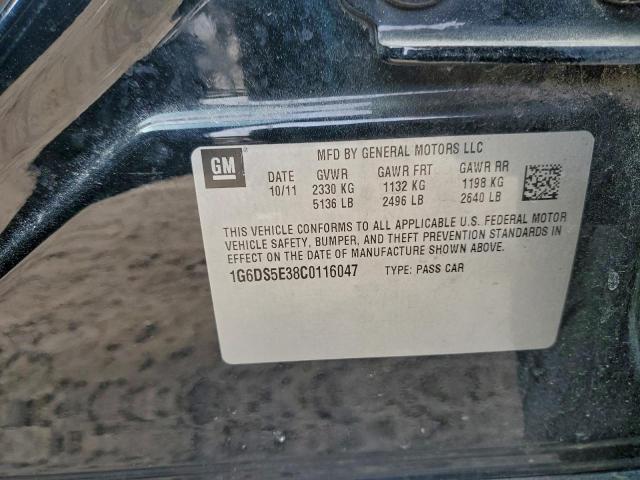 GM
MFD BY GENERAL MOTORS LLC
DATE GVWR GAWR FRT GAWR RR
10/11 2330 KG 1132 KG 1198 KG
5136 LB 2496 LB 2640 LB
THIS VEHICLE CONFORMS TO ALL APPLICABLE U.S. FEDERAL MOTOR
VEHICLE SAFETY, BUMPER, AND THEFT PREVENTION STANDARDS IN
EFFECT ON THE DATE OF MANUFACTURE SHOWN ABOVE.
1G6DS5E38C0116047 TYPE: PASS CAR